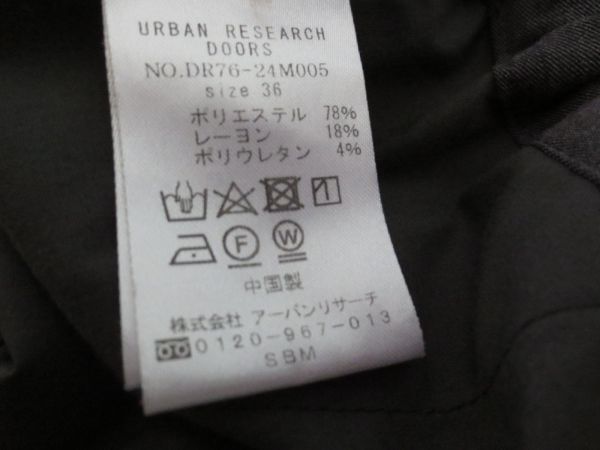 URBAN RESEARCH
DOORS
NO.DR76-24M005
size 36
ポリエステル 78%
レーヨン 18%
ポリウレタン 4%
F W
中国製
株式会社 アーバンリサーチ
0120-967-013
SBM